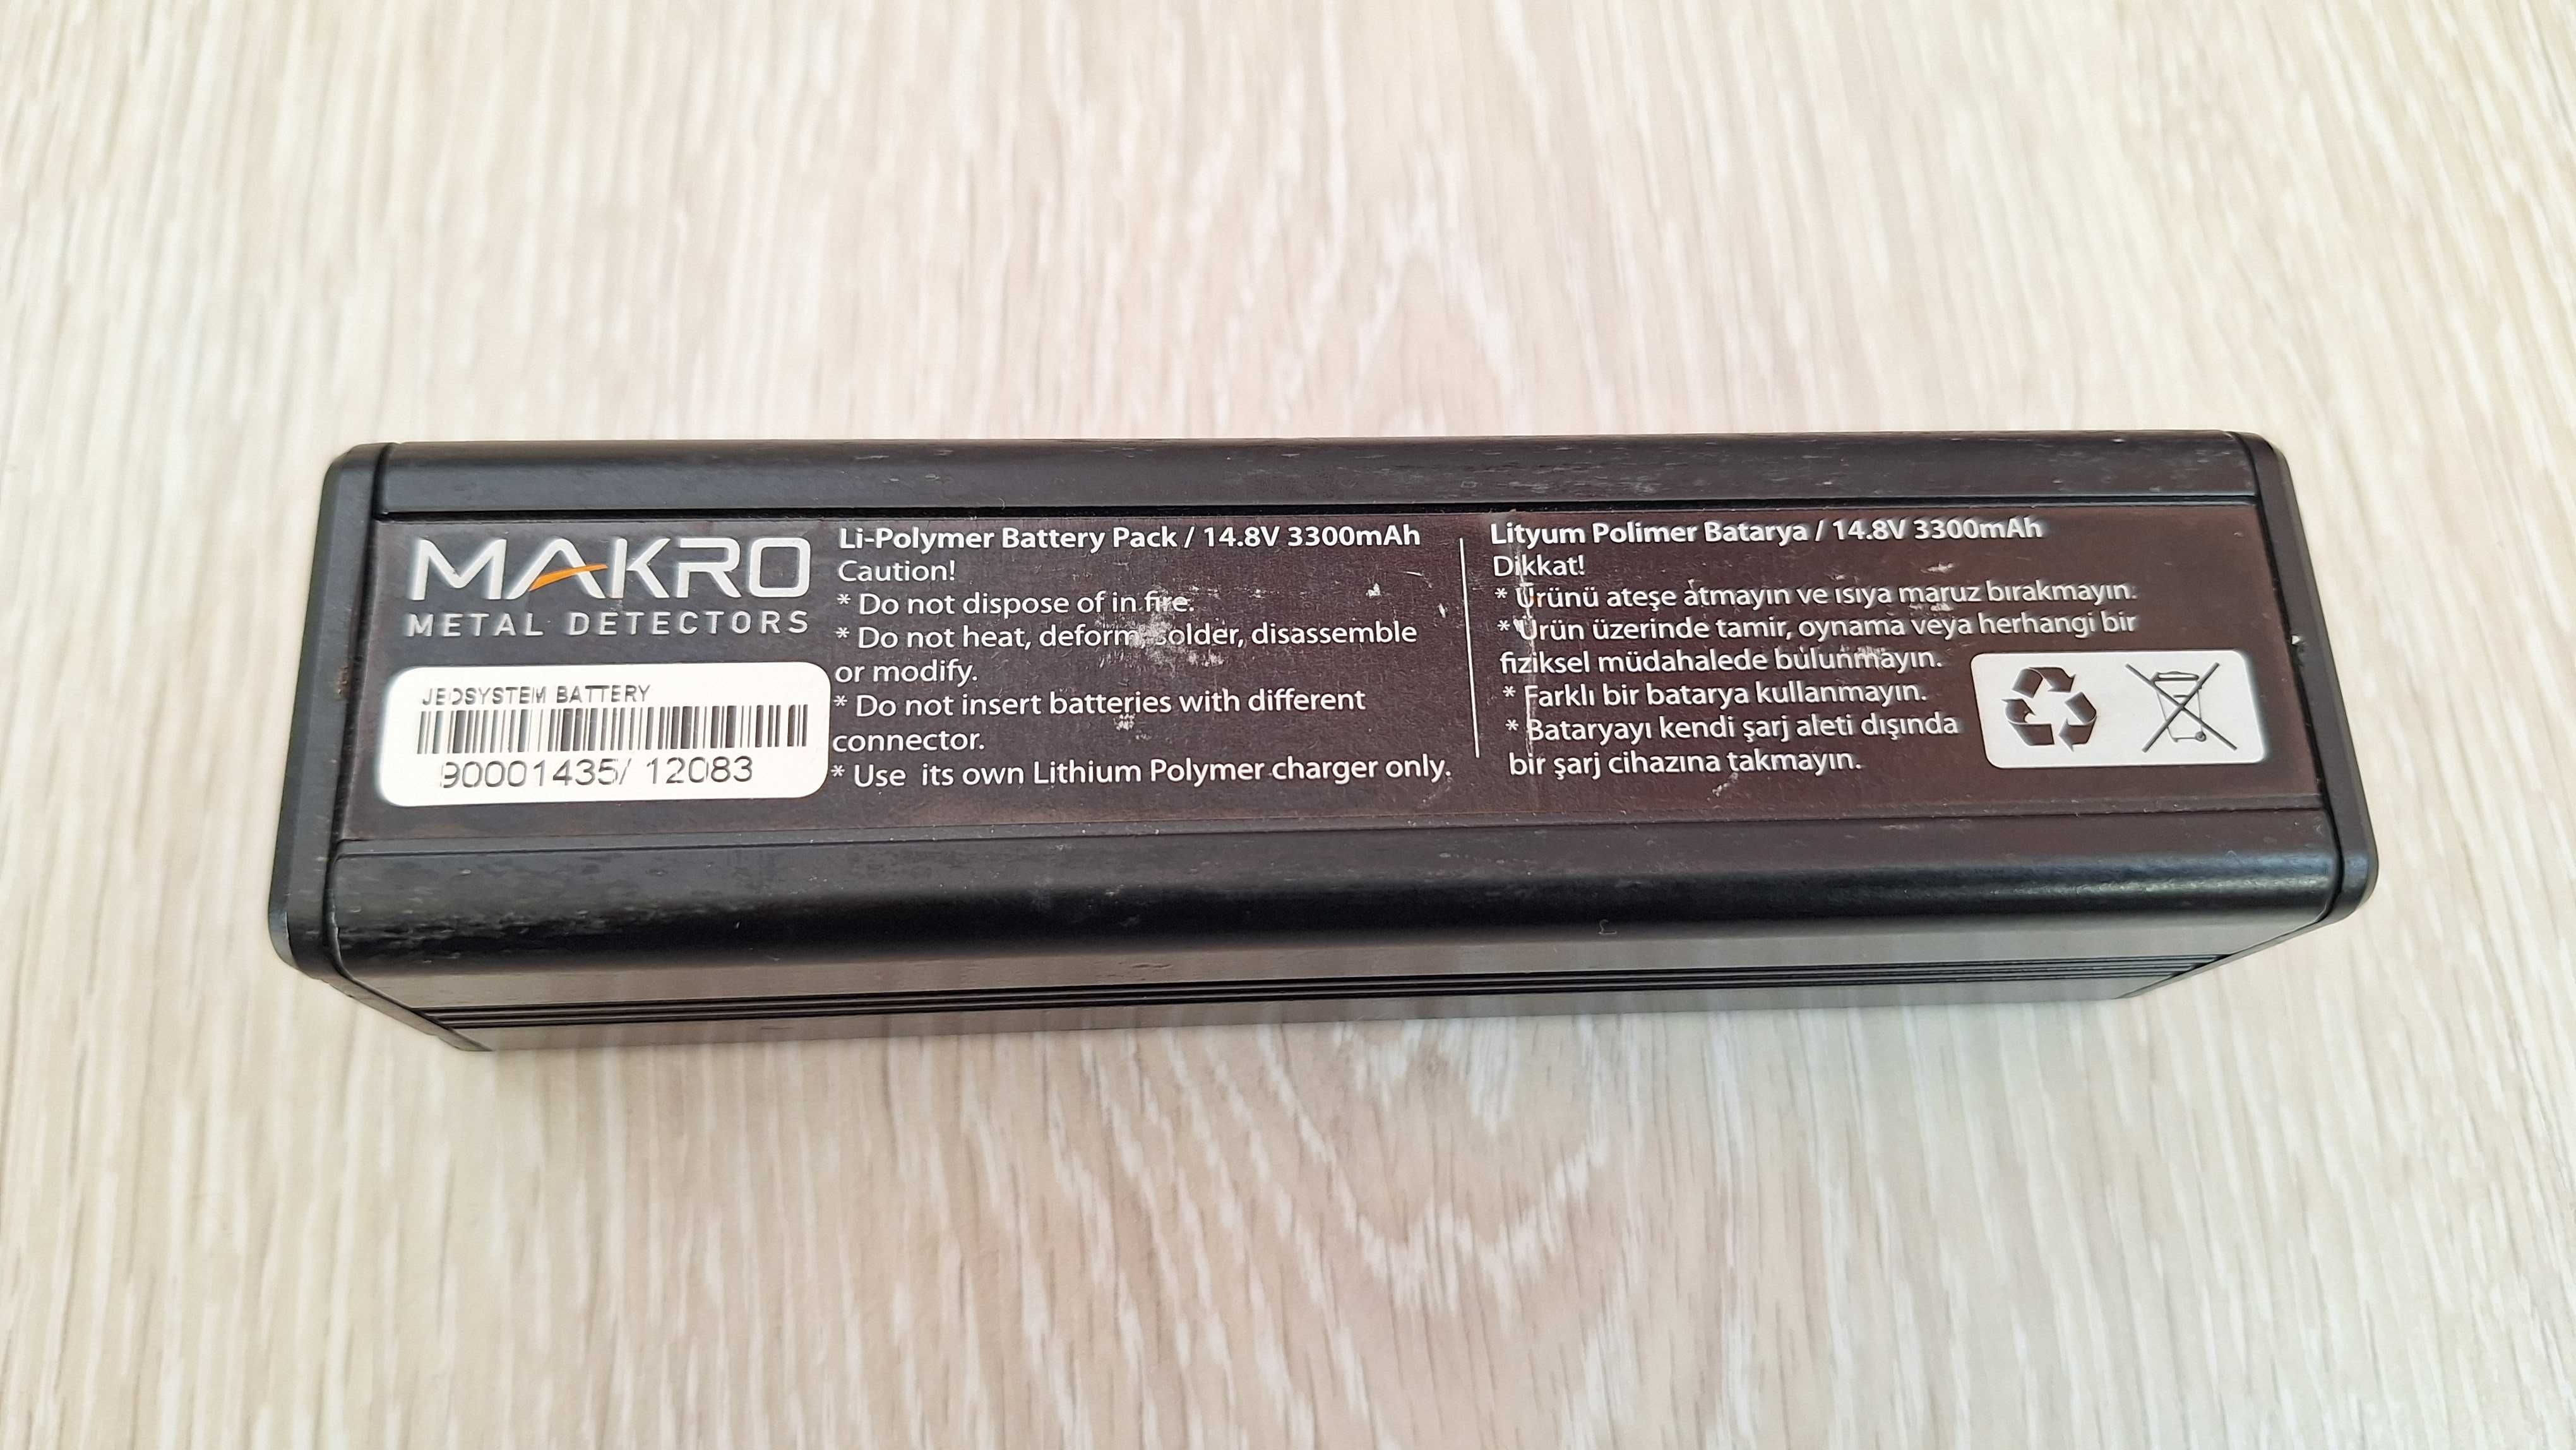 MAKRO
METAL DETECTORS
JEOSYSTEM BATTERY
90001435/ 12083
Li-Polymer Battery Pack / 14.8V 3300mAh
Caution!
* Do not dispose of in fire.
* Do not heat, deform, solder, disassemble
or modify.
* Do not insert batteries with different
connector.
* Use its own Lithium Polymer charger only.
Lityum Polimer Batarya / 14.8V 3300mAh
Dikkat!
* Ürünü ateşe atmayın ve ısıya maruz bırakmayın.
* Ürün üzerinde tamir, oynama veya herhangi bir
fiziksel müdahalede bulunmayın.
* Farklı bir batarya kullanmayın.
* Bataryayı kendi şarj aleti dışında
bir şarj cihazına takmayın.